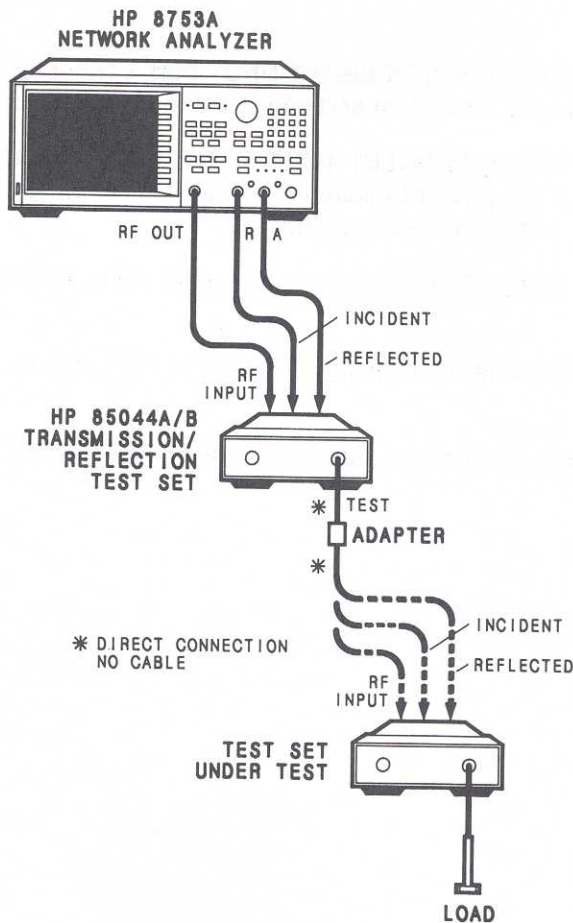 HP 8753A
NETWORK ANALYZER
RF OUT
R
A
INCIDENT
REFLECTED
RF
INPUT
HP 85044A/B
TRANSMISSION/
REFLECTION
TEST SET
* TEST
ADAPTER
*
* DIRECT CONNECTION
NO CABLE
INCIDENT
REFLECTED
RF
INPUT
TEST SET
UNDER TEST
LOAD